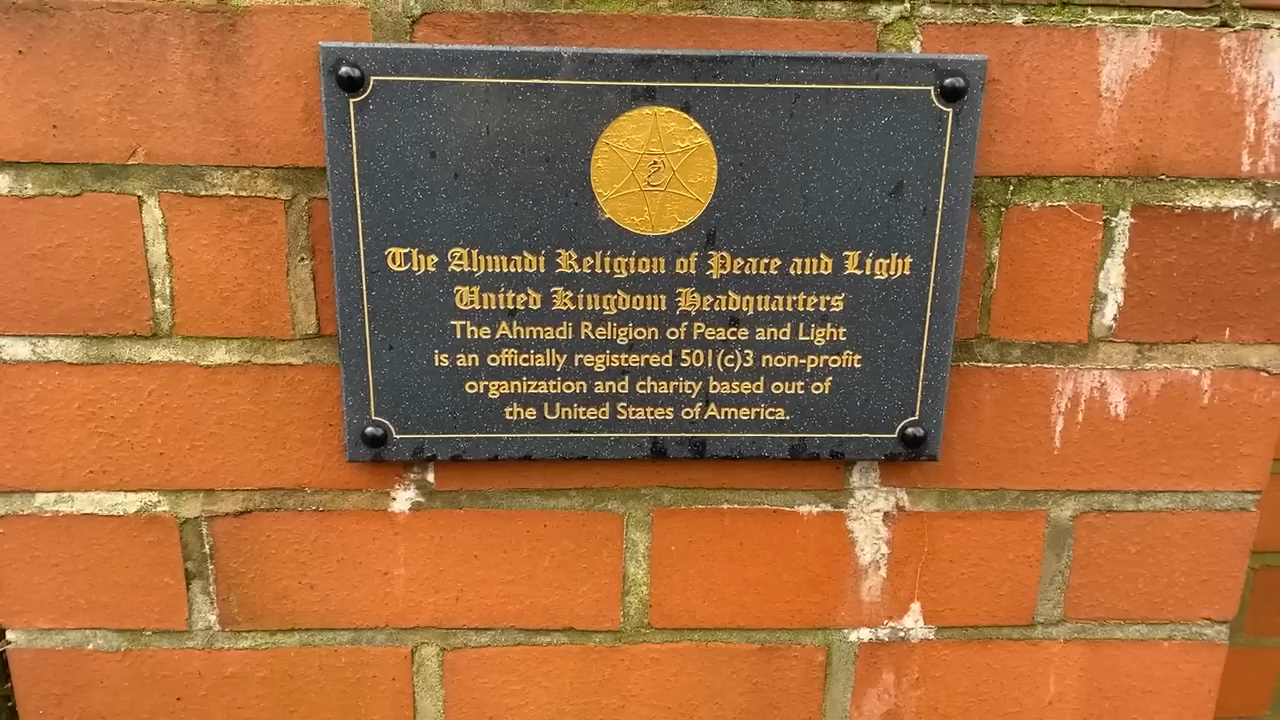 The Ahmadi Religion of Peace and Light
United Kingdom Headquarters
The Ahmadi Religion of Peace and Light
is an officially registered 501(c)3 non-profit
organization and charity based out of
the United States of America.